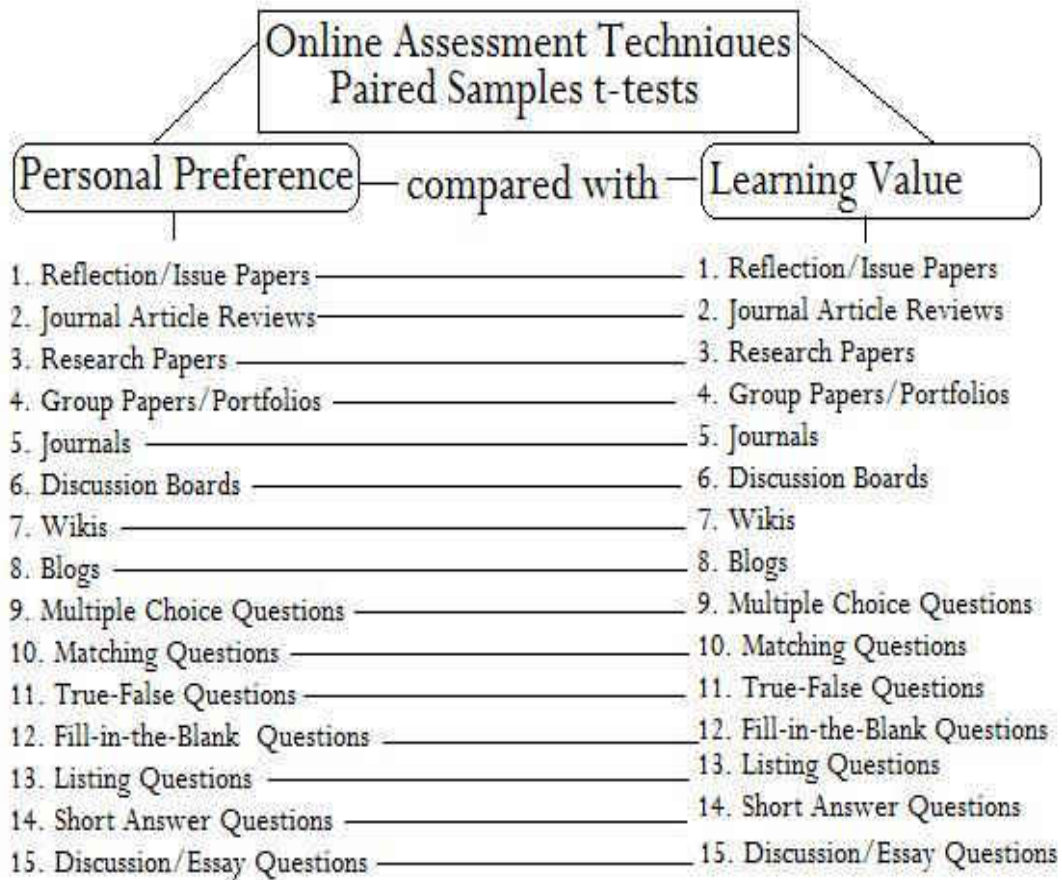 Online Assessment Techniques
Paired Samples t-tests
Personal Preference compared with Learning Value
1. Reflection/Issue Papers 1. Reflection/Issue Papers
2. Journal Article Reviews 2. Journal Article Reviews
3. Research Papers 3. Research Papers
4. Group Papers/Portfolios 4. Group Papers/Portfolios
5. Journals 5. Journals
6. Discussion Boards 6. Discussion Boards
7. Wikis 7. Wikis
8. Blogs 8. Blogs
9. Multiple Choice Questions 9. Multiple Choice Questions
10. Matching Questions 10. Matching Questions
11. True-False Questions 11. True-False Questions
12. Fill-in-the-Blank Questions 12. Fill-in-the-Blank Questions
13. Listing Questions 13. Listing Questions
14. Short Answer Questions 14. Short Answer Questions
15. Discussion/Essay Questions 15. Discussion/Essay Questions